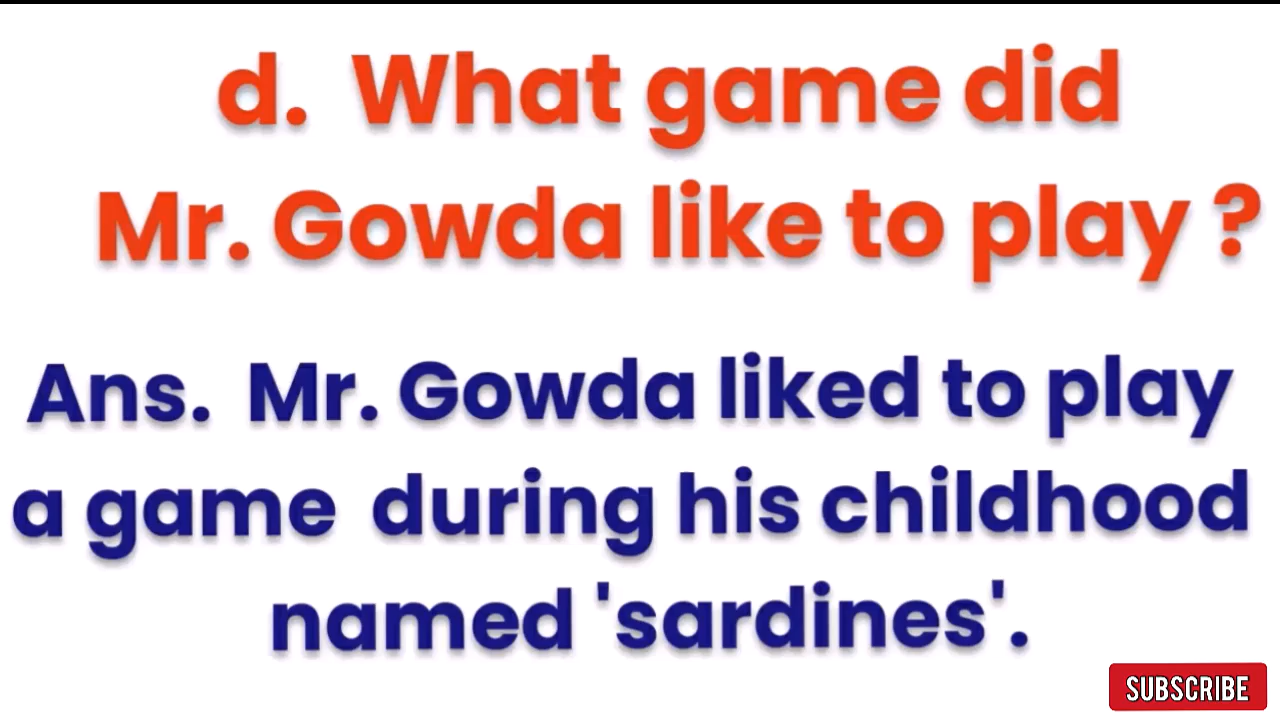 d. What game did
Mr. Gowda like to play ?
Ans. Mr. Gowda liked to play
a game during his childhood
named 'sardines'.
SUBSCRIBE